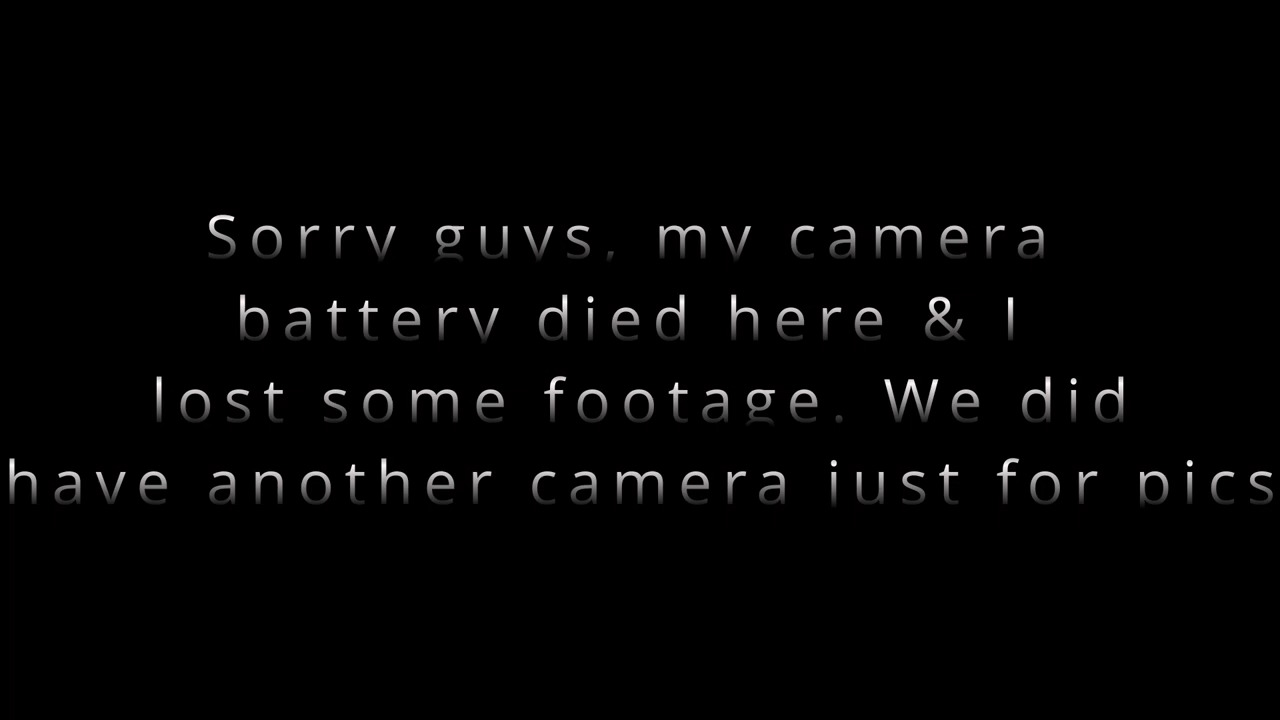 Sorry guys, my camera
battery died here & I
lost some footage. We did
have another camera just for pics